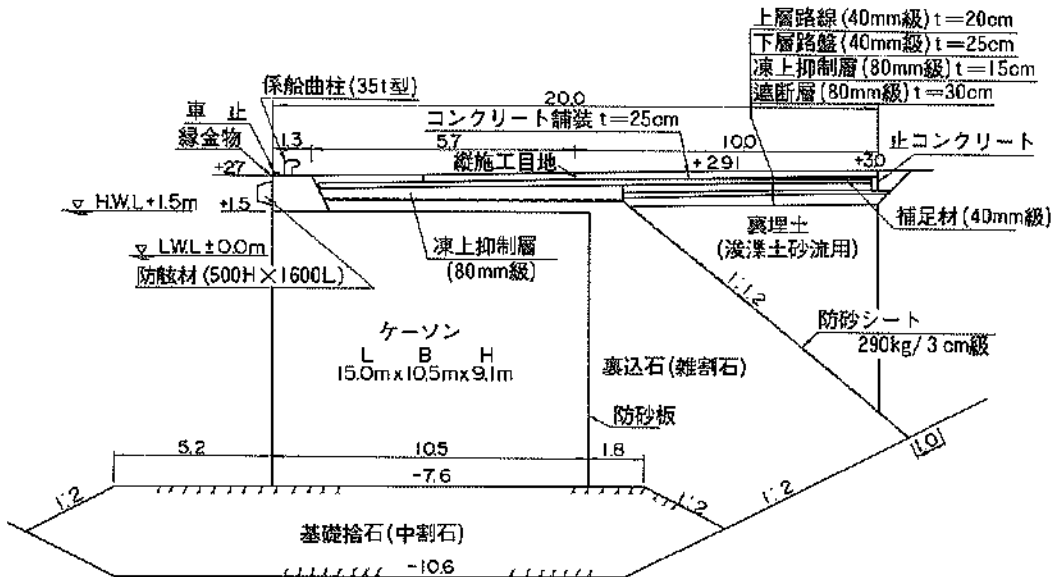 上層路線(40mm級) t=20cm
下層路盤(40mm級) t=25cm
凍上抑制層(80mm級) t=15cm
遮断層(80mm級) t=30cm
係船曲柱(35t型)
20.0
車 止
コンクリート舗装 t=25cm
縁金物
1.3
5.7
10.0
止コンクリート
+2.7
縦施工目地
+2.91
+3.0
H.W.L+1.5m
+1.5
裏埋土
(浚渫土砂流用)
補足材(40mm級)
L.W.L±0.0m
凍上抑制層
(80mm級)
防舷材(500H×1600L)
1:1.2
防砂シート
290kg/3cm級
ケーソン
L B H
15.0m×10.5m×9.1m
裏込石(雑割石)
防砂板
5.2
10.5
1.8
1.0
-7.6
1:2
1:2
1:2
基礎捨石(中割石)
-10.6